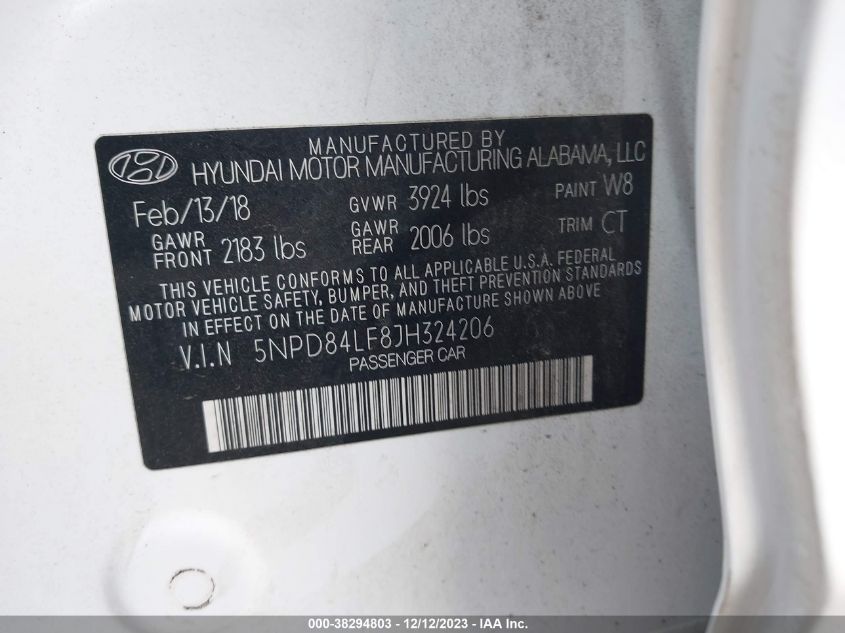 MANUFACTURED BY
HYUNDAI MOTOR MANUFACTURING ALABAMA, LLC
Feb/13/18 GVWR 3924 lbs PAINT W8
GAWR FRONT 2183 lbs GAWR REAR 2006 lbs TRIM CT
THIS VEHICLE CONFORMS TO ALL APPLICABLE U.S.A. FEDERAL
MOTOR VEHICLE SAFETY, BUMPER, AND THEFT PREVENTION STANDARDS
IN EFFECT ON THE DATE OF MANUFACTURE SHOWN ABOVE
V.I.N 5NPD84LF8JH324206
PASSENGER CAR
000-38294803 - 12/12/2023 - IAA Inc.